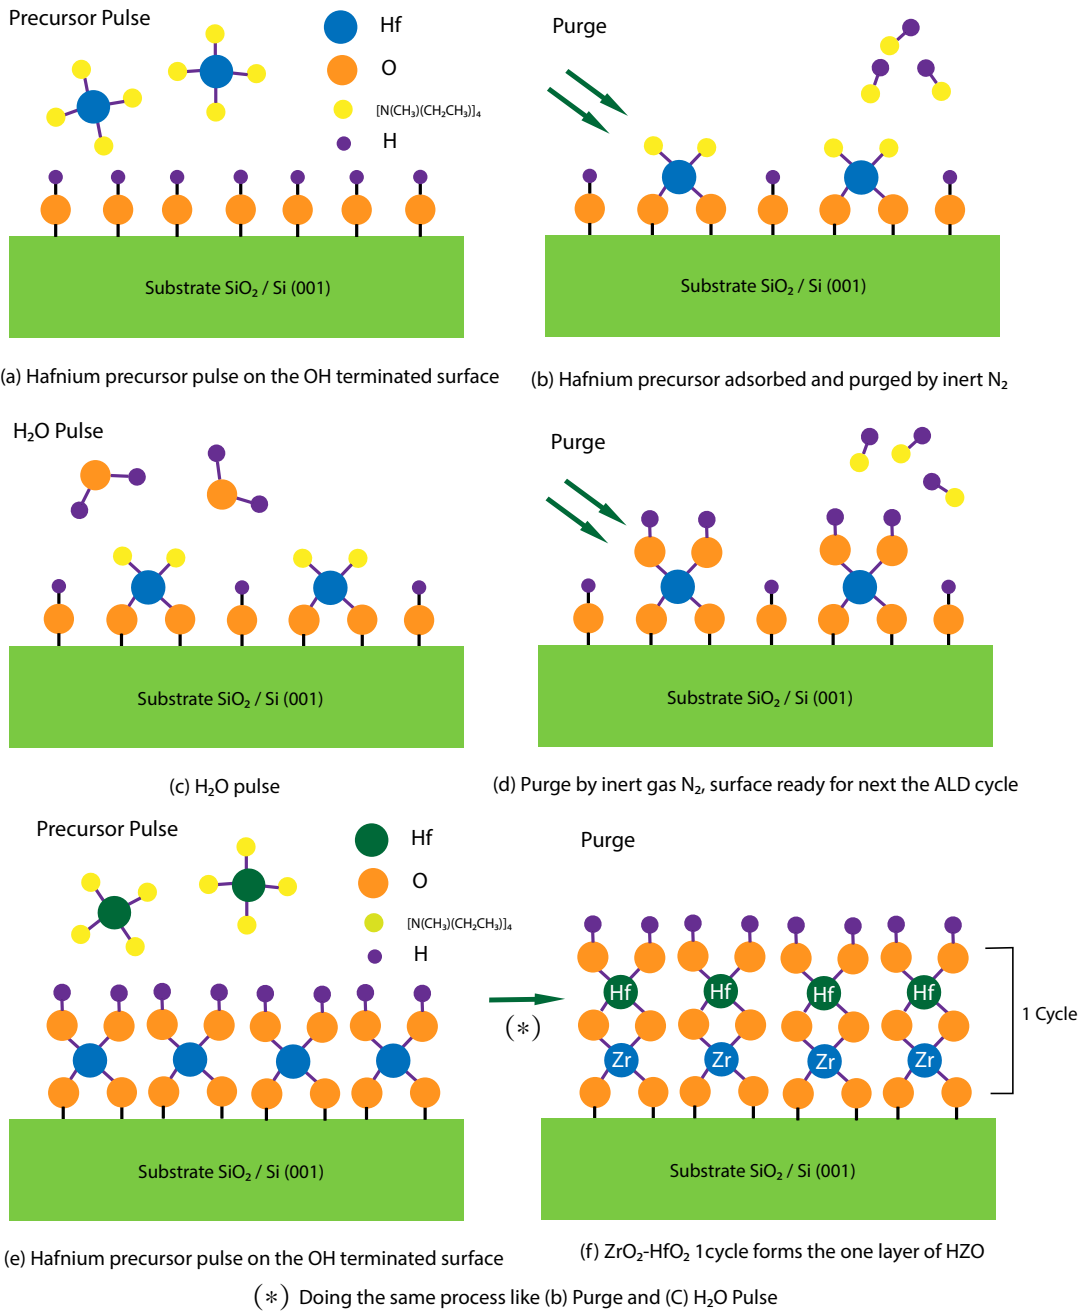 Precursor Pulse
Hf
O
[N(CH₃)(CH₂CH₃)]₄
H
Substrate SiO₂ / Si (001)
(a) Hafnium precursor pulse on the OH terminated surface
Purge
Substrate SiO₂ / Si (001)
(b) Hafnium precursor adsorbed and purged by inert N₂
H₂O Pulse
Substrate SiO₂ / Si (001)
(c) H₂O pulse
Purge
Substrate SiO₂ / Si (001)
(d) Purge by inert gas N₂, surface ready for next the ALD cycle
Precursor Pulse
Hf
O
[N(CH₃)(CH₂CH₃)]₄
H
Substrate SiO₂ / Si (001)
(e) Hafnium precursor pulse on the OH terminated surface
(*)
Purge
Hf Hf Hf Hf
1 Cycle
Zr Zr Zr Zr
Substrate SiO₂ / Si (001)
(f) ZrO₂-HfO₂ 1cycle forms the one layer of HZO
(*) Doing the same process like (b) Purge and (C) H₂O Pulse